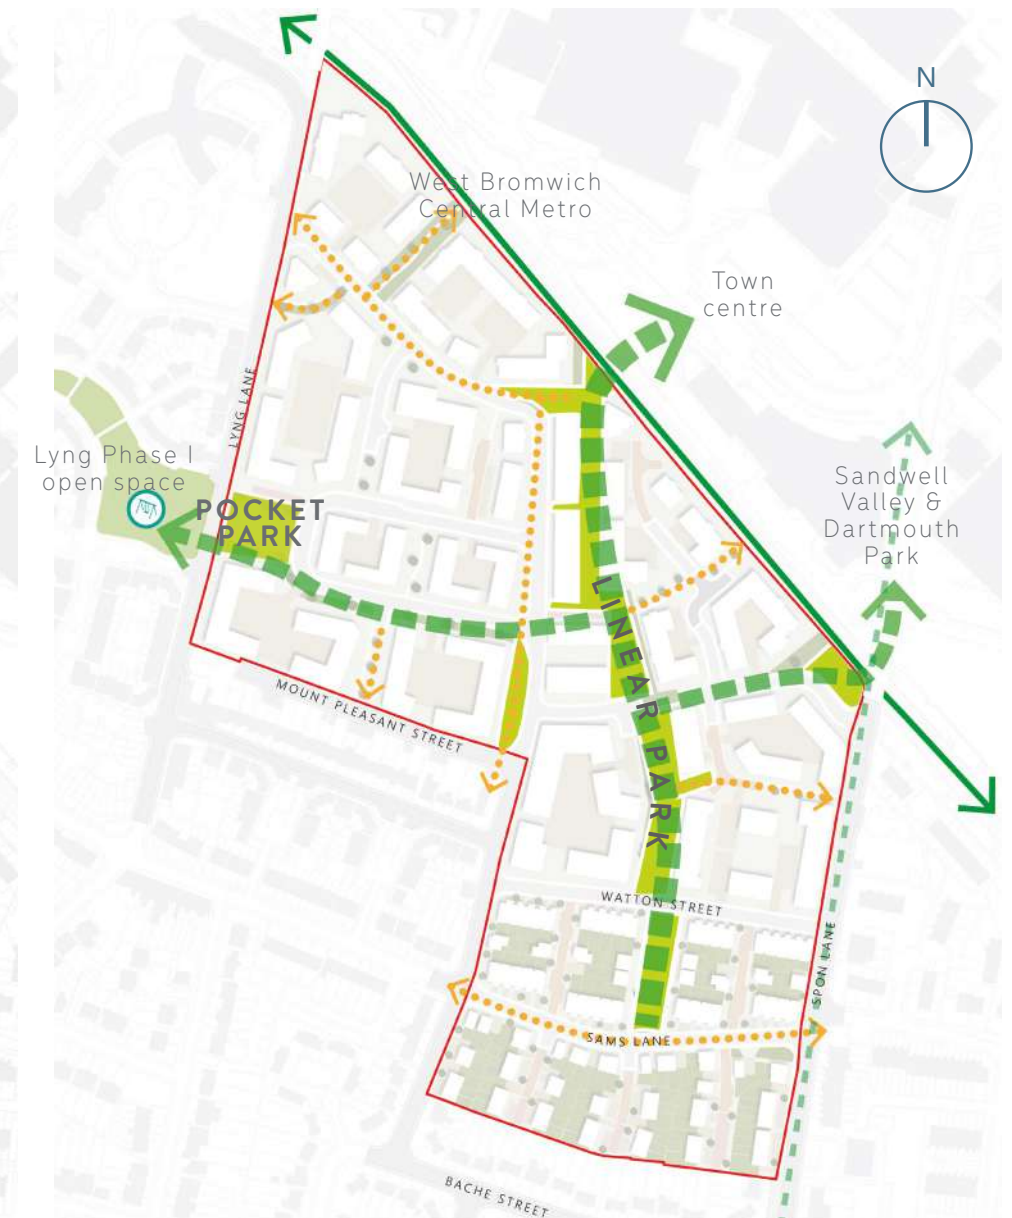 N
West Bromwich
Central Metro
Town
centre
LYNG LANE
Lyng Phase I
open space
POCKET
PARK
Sandwell
Valley &
Dartmouth
Park
LINEAR PARK
MOUNT PLEASANT STREET
WATTON STREET
SPON LANE
SAMS LANE
BACHE STREET